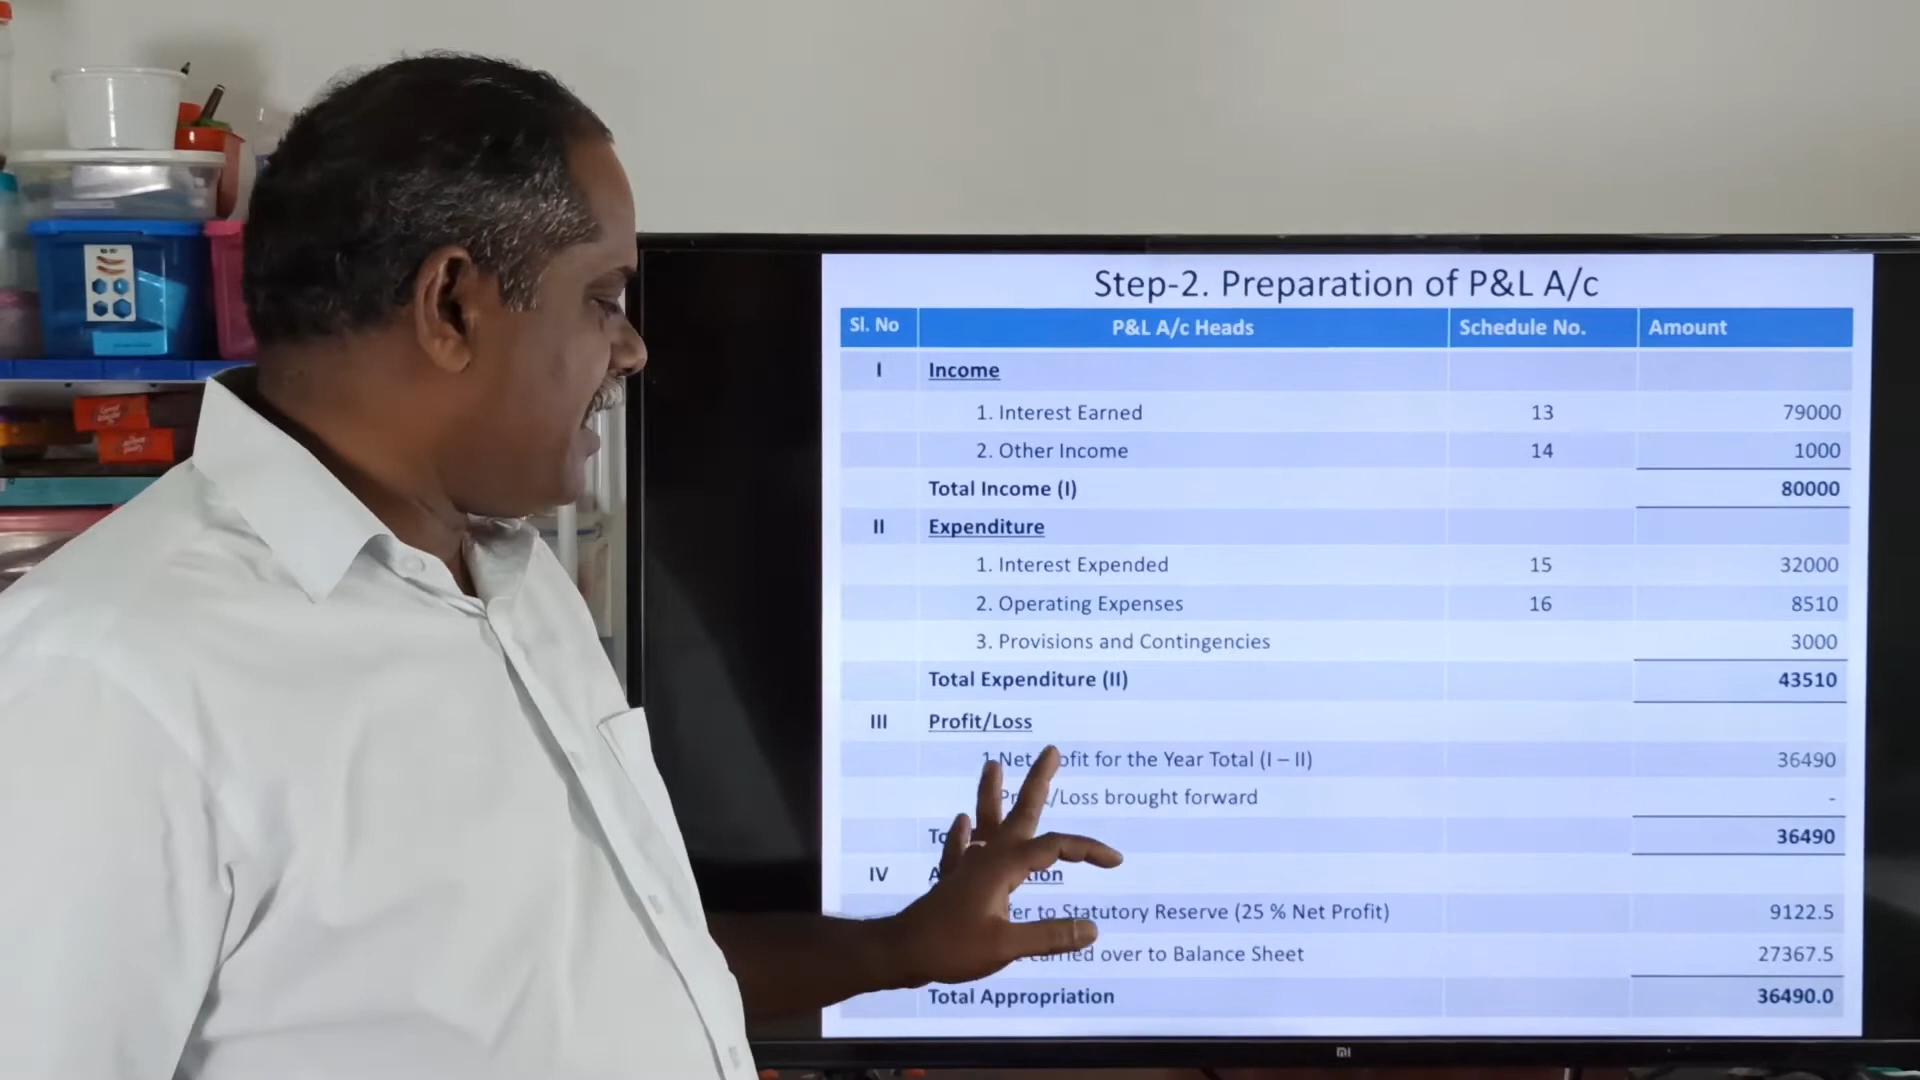 Step-2. Preparation of P&L A/c
Sl. No P&L A/c Heads Schedule No. Amount
I Income
1. Interest Earned 13 79000
2. Other Income 14 1000
Total Income (I) 80000
II Expenditure
1. Interest Expended 15 32000
2. Operating Expenses 16 8510
3. Provisions and Contingencies 3000
Total Expenditure (II) 43510
III Profit/Loss
1 Net for the Year Total (I – II) 36490
/Loss brought forward -
36490
IV
to Statutory Reserve (25 % Net Profit) 9122.5
over to Balance Sheet 27367.5
Total Appropriation 36490.0
mi